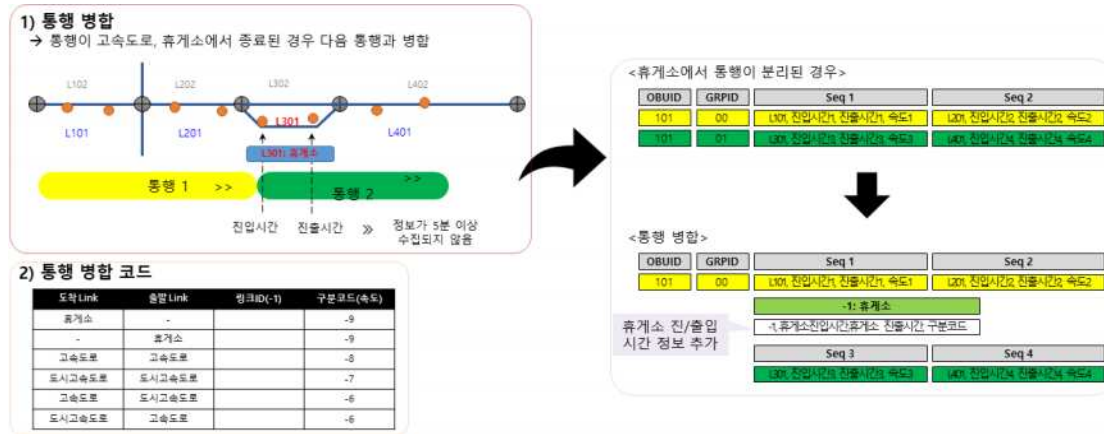 1) 통행 병합
→ 통행이 고속도로, 휴게소에서 종료된 경우 다음 통행과 병합
L102 L202 L302 L402
L101 L201 L301 L401
L301: 휴게소
통행 1 >>
통행 2 >>
진입시간 진출시간 » 정보가 5분 이상
수집되지 않음
2) 통행 병합 코드
도착Link 출발Link 링크ID(-1) 구분코드(속도)
휴게소 - -9
- 휴게소 -9
고속도로 고속도로 -8
도시고속도로 도시고속도로 -7
고속도로 도시고속도로 -6
도시고속도로 고속도로 -6
<휴게소에서 통행이 분리된 경우>
OBUID GRPID Seq 1 Seq 2
101 00 L101, 진입시간1, 진출시간1, 속도1 L201, 진입시간2, 진출시간2, 속도2
101 01 L301, 진입시간3, 진출시간3, 속도3 L401, 진입시간4, 진출시간4, 속도4
<통행 병합>
OBUID GRPID Seq 1 Seq 2
101 00 L101, 진입시간1, 진출시간1, 속도1 L201, 진입시간2, 진출시간2, 속도2
-1: 휴게소
휴게소 진/출입
시간 정보 추가
-1, 휴게소진입시간,휴게소 진출시간, 구분코드
Seq 3 Seq 4
L301, 진입시간3, 진출시간3, 속도3 L401, 진입시간4, 진출시간4, 속도4